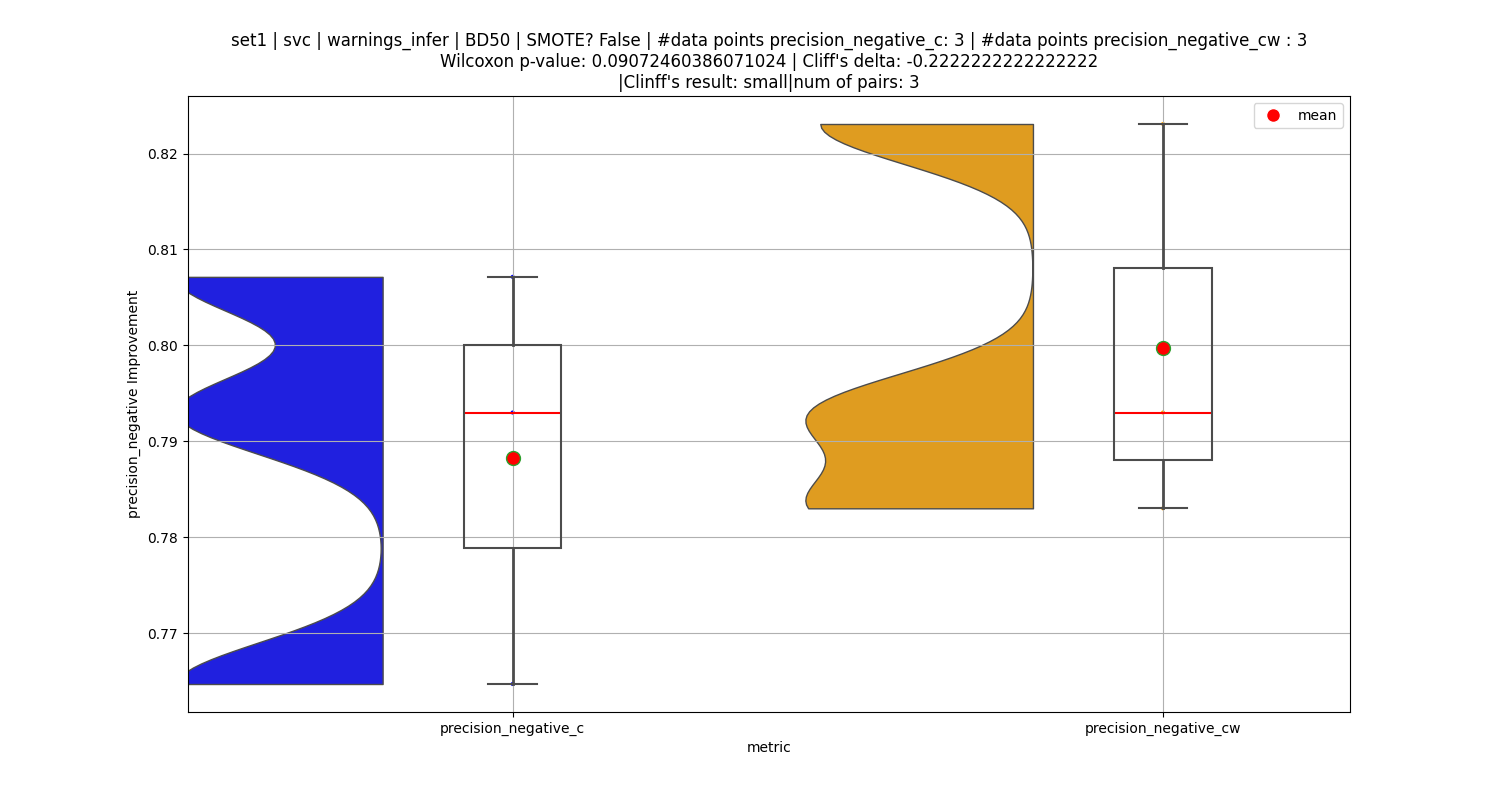 set1 | svc | warnings_infer | BD50 | SMOTE? False | #data points precision_negative_c: 3 | #data points precision_negative_cw : 3
Wilcoxon p-value: 0.09072460386071024 | Cliff's delta: -0.2222222222222222
|Clinff's result: small|num of pairs: 3
mean
0.82
0.81
0.80
0.79
0.78
0.77
precision_negative Improvement
precision_negative_c
precision_negative_cw
metric